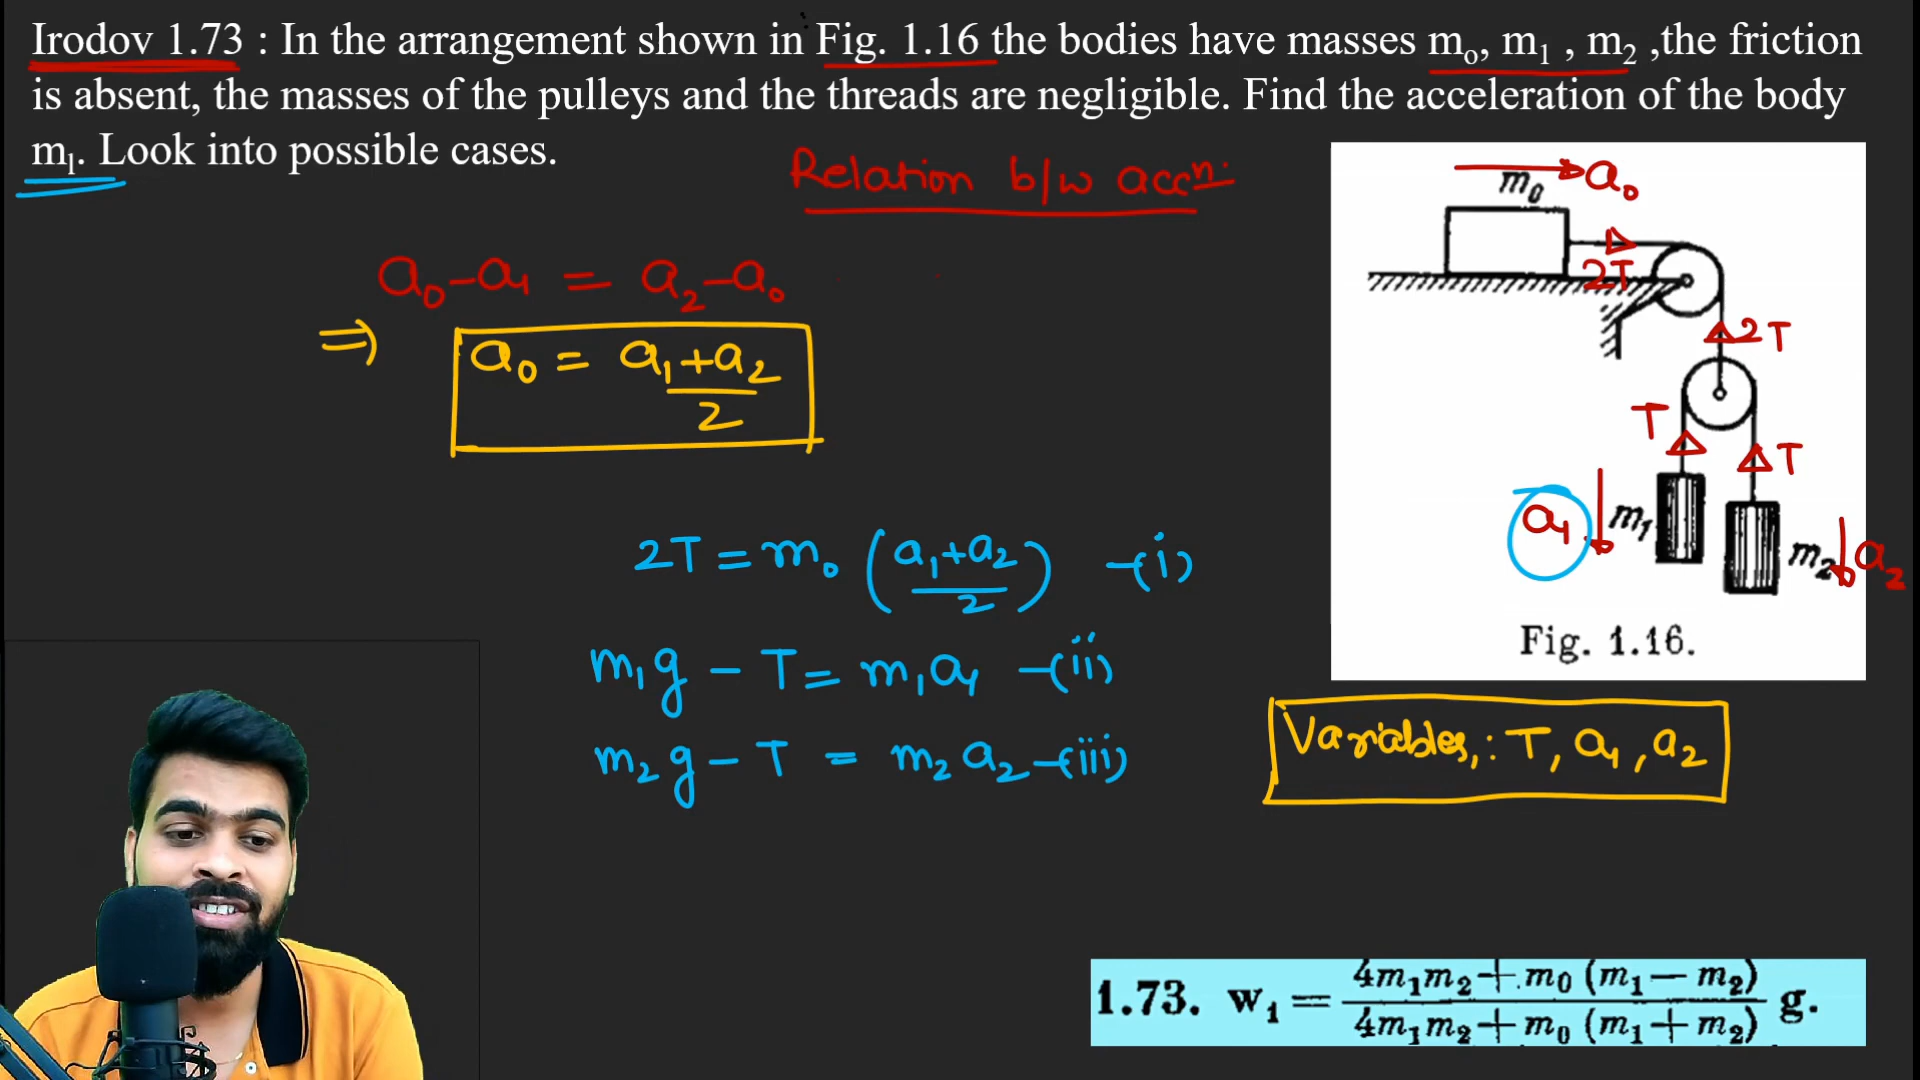 Irodov 1.73 : In the arrangement shown in Fig. 1.16 the bodies have masses m₀, m₁ , m₂ ,the friction
is absent, the masses of the pulleys and the threads are negligible. Find the acceleration of the body
mₗ. Look into possible cases.
Relation b/w accⁿ.
a₀-a₁ = a₂-a₀
⇒ a₀ = a₁+a₂/2
2T = m₀ (a₁+a₂/2) -(i)
m₁g - T = m₁a₁ -(ii)
m₂g - T = m₂a₂ -(iii)
m₀ a₀
2T
2T
T
T
a₁ m₁
m₂ a₂
Fig. 1.16.
Variables,: T, a₁, a₂
1.73. w₁ = 4m₁m₂+m₀ (m₁−m₂) / 4m₁m₂+m₀ (m₁+m₂) g.